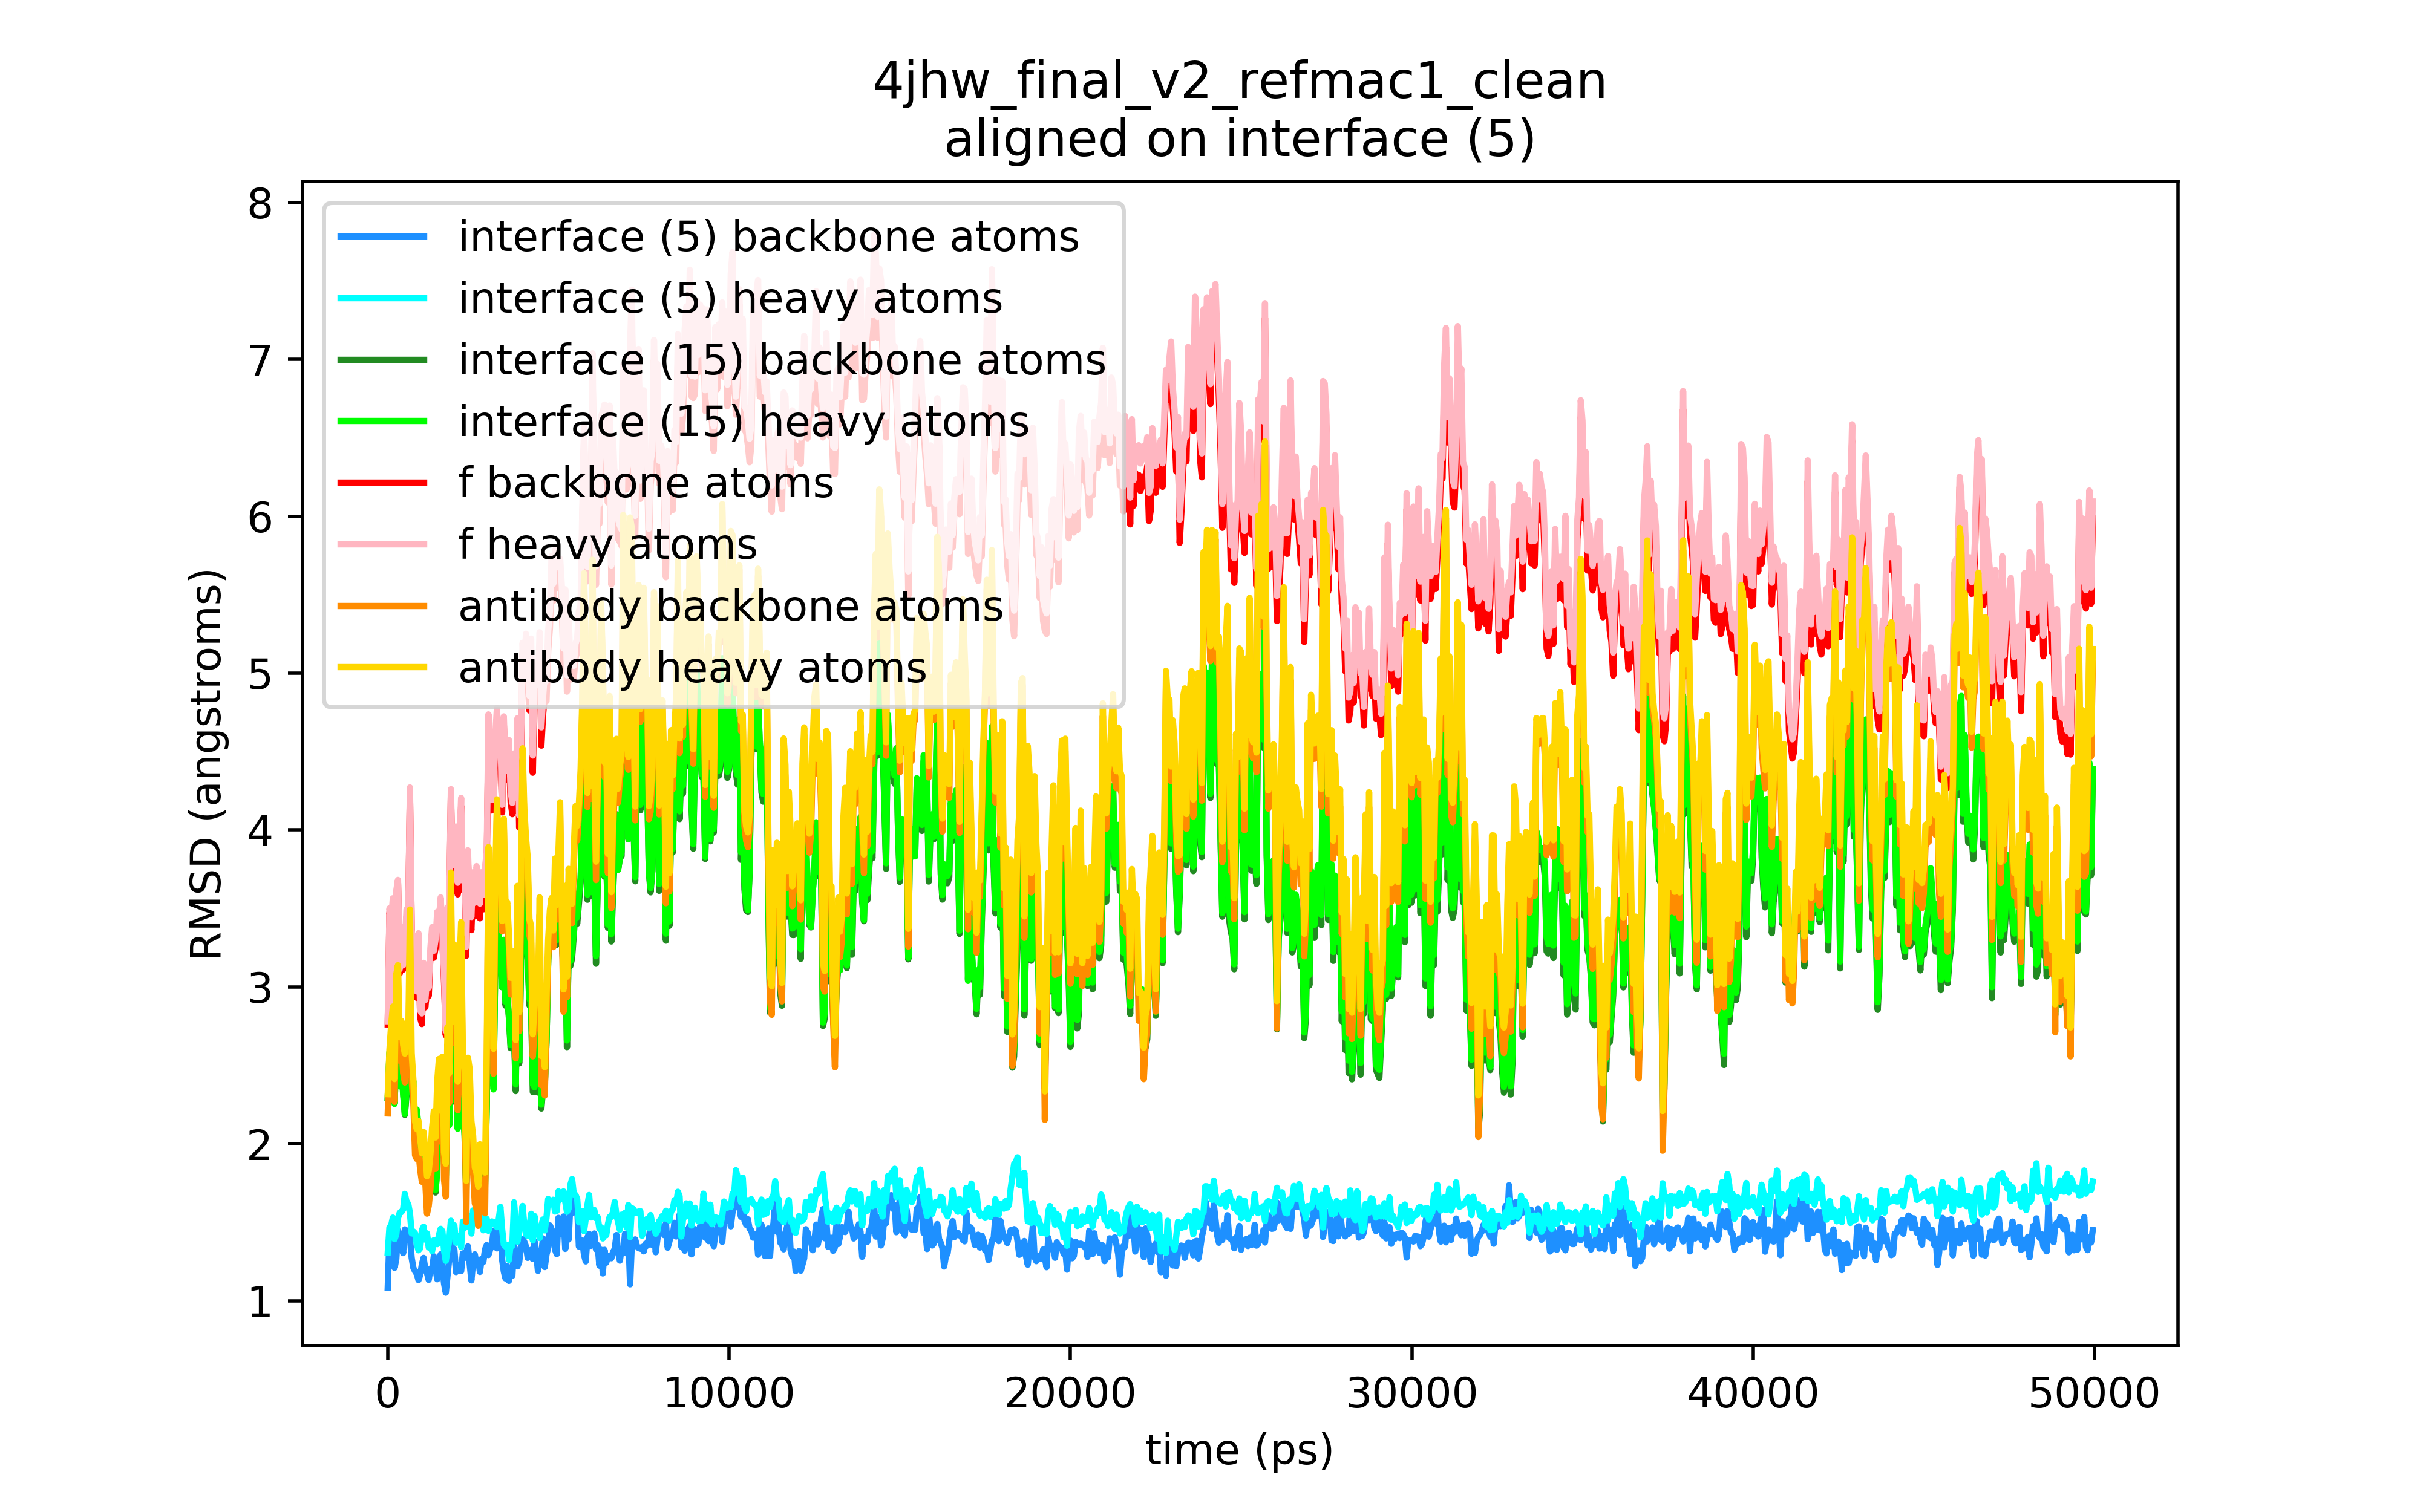 4jhw_final_v2_refmac1_clean
aligned on interface (5)
8
7
6
5
4
3
2
1
RMSD (angstroms)
interface (5) backbone atoms
interface (5) heavy atoms
interface (15) backbone atoms
interface (15) heavy atoms
f backbone atoms
f heavy atoms
antibody backbone atoms
antibody heavy atoms
0 10000 20000 30000 40000 50000
time (ps)